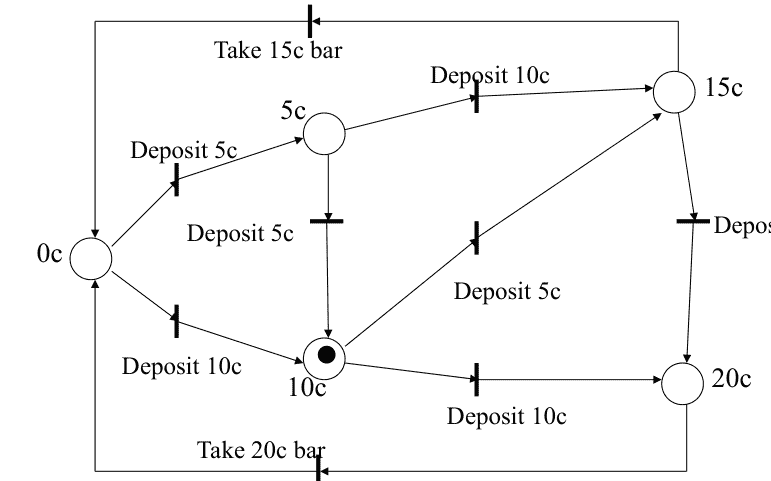 Take 15c bar
Deposit 10c
15c
5c
Deposit 5c
Deposit 5c
0c
Deposit 5c
Deposit 10c
10c
20c
Deposit 10c
Take 20c bar